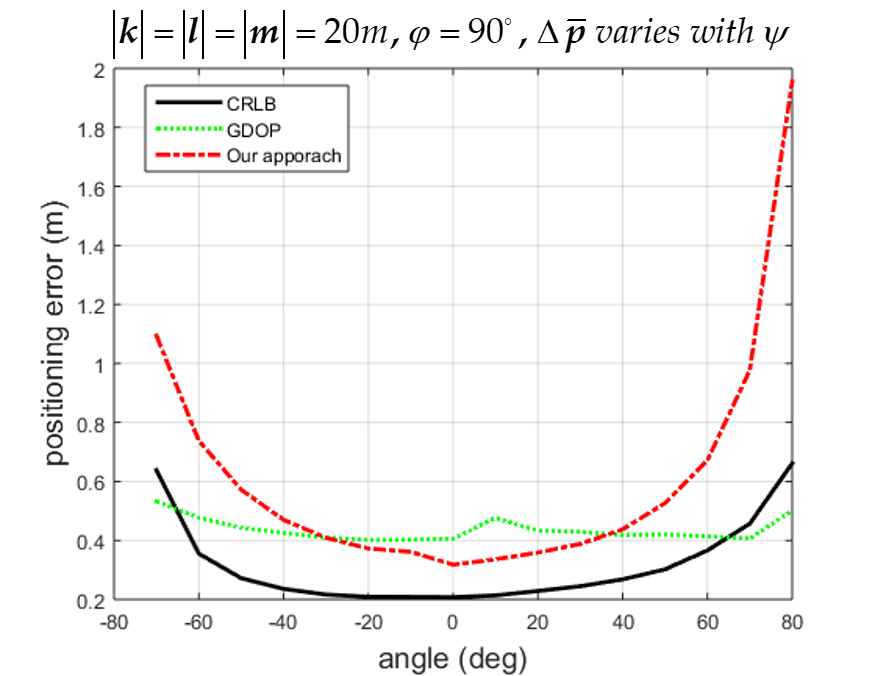 |k| = |l| = |m| = 20m, φ = 90°, Δp̅ varies with ψ
2
1.8
1.6
1.4
1.2
1
0.8
0.6
0.4
0.2
positioning error (m)
CRLB
GDOP
Our apporach
-80 -60 -40 -20 0 20 40 60 80
angle (deg)